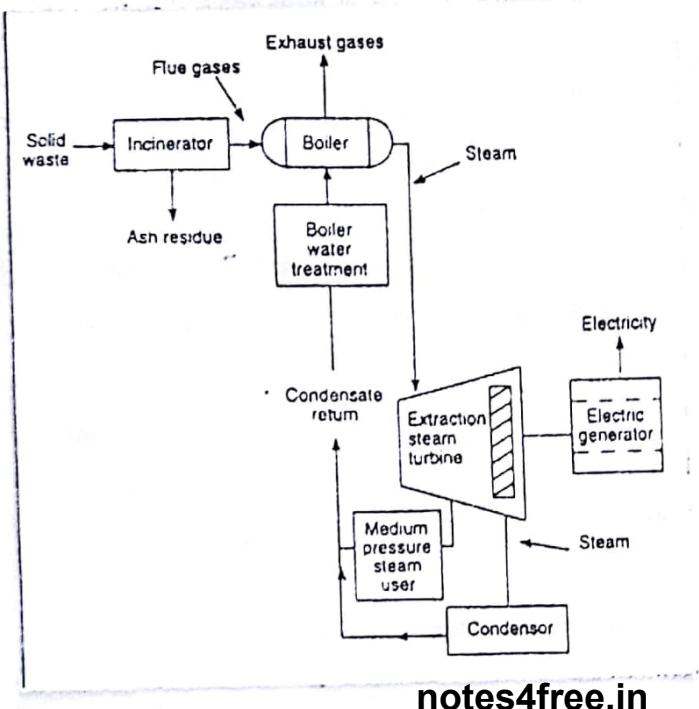 Exhaust gases
Flue gases
Solid
waste
Incinerator
Boiler
Steam
Ash residue
Boiler
water
treatment
Electricity
Condensate
return
Extraction
steam
turbine
Electric
generator
Medium
pressure
steam
user
Steam
Condensor
notes4free.in